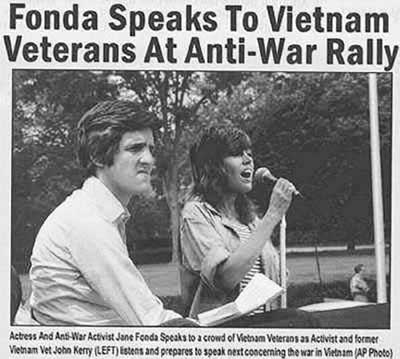 Fonda Speaks To Vietnam
Veterans At Anti-War Rally
Actress And Anti-War Activist Jane Fonda Speaks to a crowd of Vietnam Veterans as Activist and former
Vietnam Vet John Kerry (LEFT) listens and prepares to speak next concerning the war in Vietnam (AP Photo)